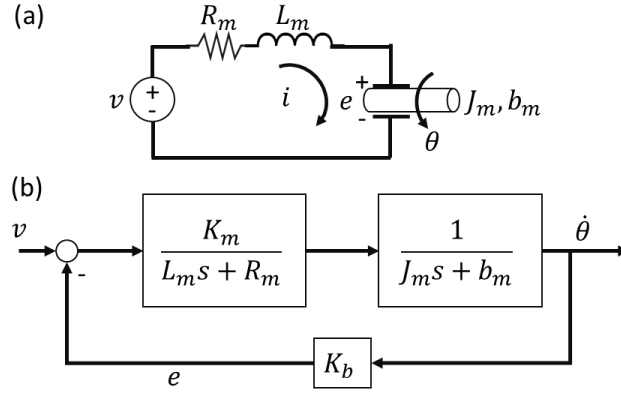 (a)
R_m L_m
v + - i + e - J_m, b_m
θ
(b)
v - K_m / (L_m s + R_m) 1 / (J_m s + b_m) θ̇
K_b
e